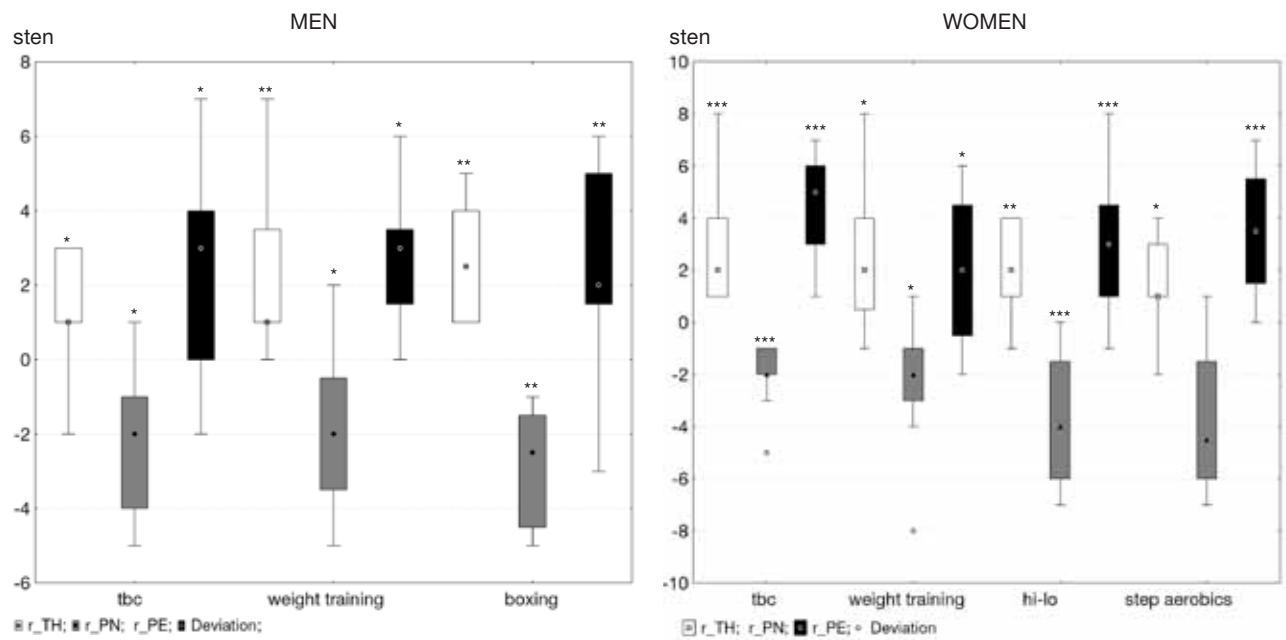 MEN
sten
8
6
4
2
0
-2
-4
-6
* * ** * ** **
* * **
tbc weight training boxing
r_TH; r_PN; r_PE; Deviation;
WOMEN
sten
10
8
6
4
2
0
-2
-4
-6
-8
-10
*** *** * * ** *** * ***
*** * ***
tbc weight training hi-lo step aerobics
r_TH; r_PN; r_PE; Deviation